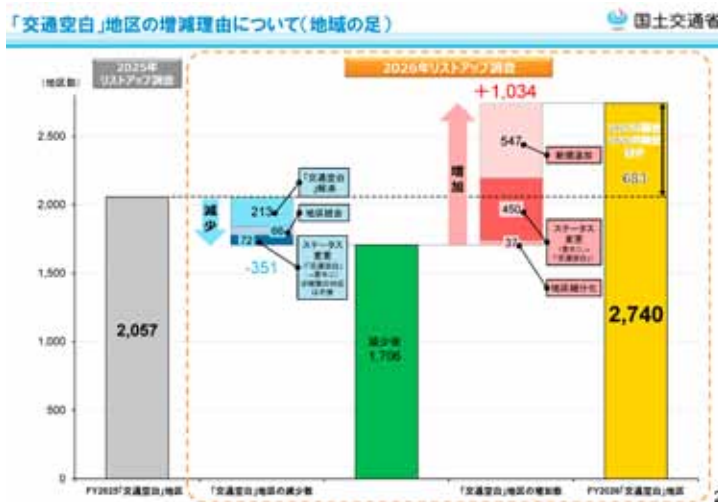 「交通空白」地区の増減理由について(地域の足)
国土交通省
2025年
リストアップ調査
2026年リストアップ調査
(地区数)
2.500
2,000
1,500
1,000
500
0
2,057
減少
213
66
72
-351
「交通空白」
解消
地区統合
ステータス
変更
減少後
1,706
+1,034
増加
547
450
37
新規追加
ステータス
変更
地区細分化
683
2,740
FY2025「交通空白」地区
「交通空白」地区の減少数
「交通空白」地区の増加数
FY2026「交通空白」地区